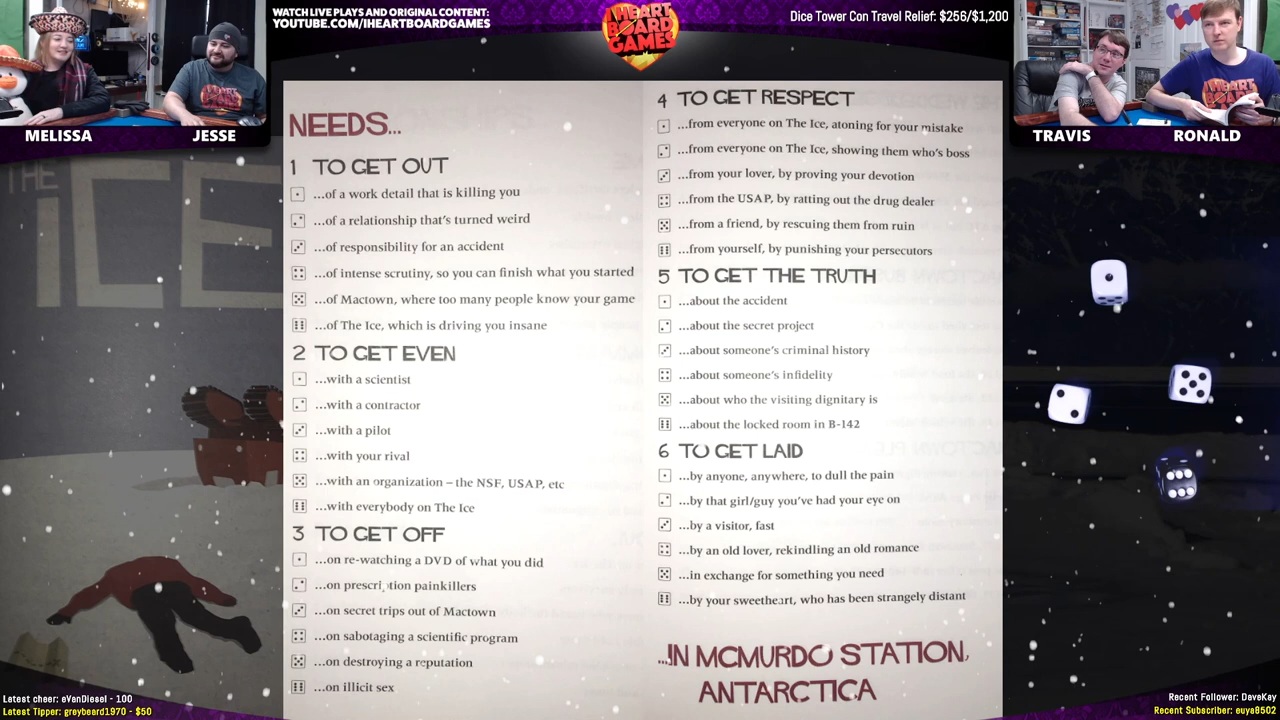 WATCH LIVE PLAYS AND ORIGINAL CONTENT:
YOUTUBE.COM/IHEARTBOARDGAMES
I HEART
BOARD
GAMES
Dice Tower Con Travel Relief: $256/$1,200
MELISSA
JESSE
TRAVIS
RONALD
THE
ICE
NEEDS...
1 TO GET OUT
...of a work detail that is killing you
...of a relationship that's turned weird
...of responsibility for an accident
...of intense scrutiny, so you can finish what you started
...of Mactown, where too many people know your game
...of The Ice, which is driving you insane
2 TO GET EVEN
...with a scientist
...with a contractor
...with a pilot
...with your rival
...with an organization – the NSF, USAP, etc
...with everybody on The Ice
3 TO GET OFF
...on re-watching a DVD of what you did
...on prescription painkillers
...on secret trips out of Mactown
...on sabotaging a scientific program
...on destroying a reputation
...on illicit sex
4 TO GET RESPECT
...from everyone on The Ice, atoning for your mistake
...from everyone on The Ice, showing them who's boss
...from your lover, by proving your devotion
...from the USAP, by ratting out the drug dealer
...from a friend, by rescuing them from ruin
...from yourself, by punishing your persecutors
5 TO GET THE TRUTH
...about the accident
...about the secret project
...about someone's criminal history
...about someone's infidelity
...about who the visiting dignitary is
...about the locked room in B-142
6 TO GET LAID
...by anyone, anywhere, to dull the pain
...by that girl/guy you've had your eye on
...by a visitor, fast
...by an old lover, rekindling an old romance
...in exchange for something you need
...by your sweetheart, who has been strangely distant
...IN MCMURDO STATION,
ANTARCTICA
Latest cheer: eVanDiesel - 100
Latest Tipper: greybeard1970 - $50
Recent Follower: DaveKay
Recent Subscriber: euya8502